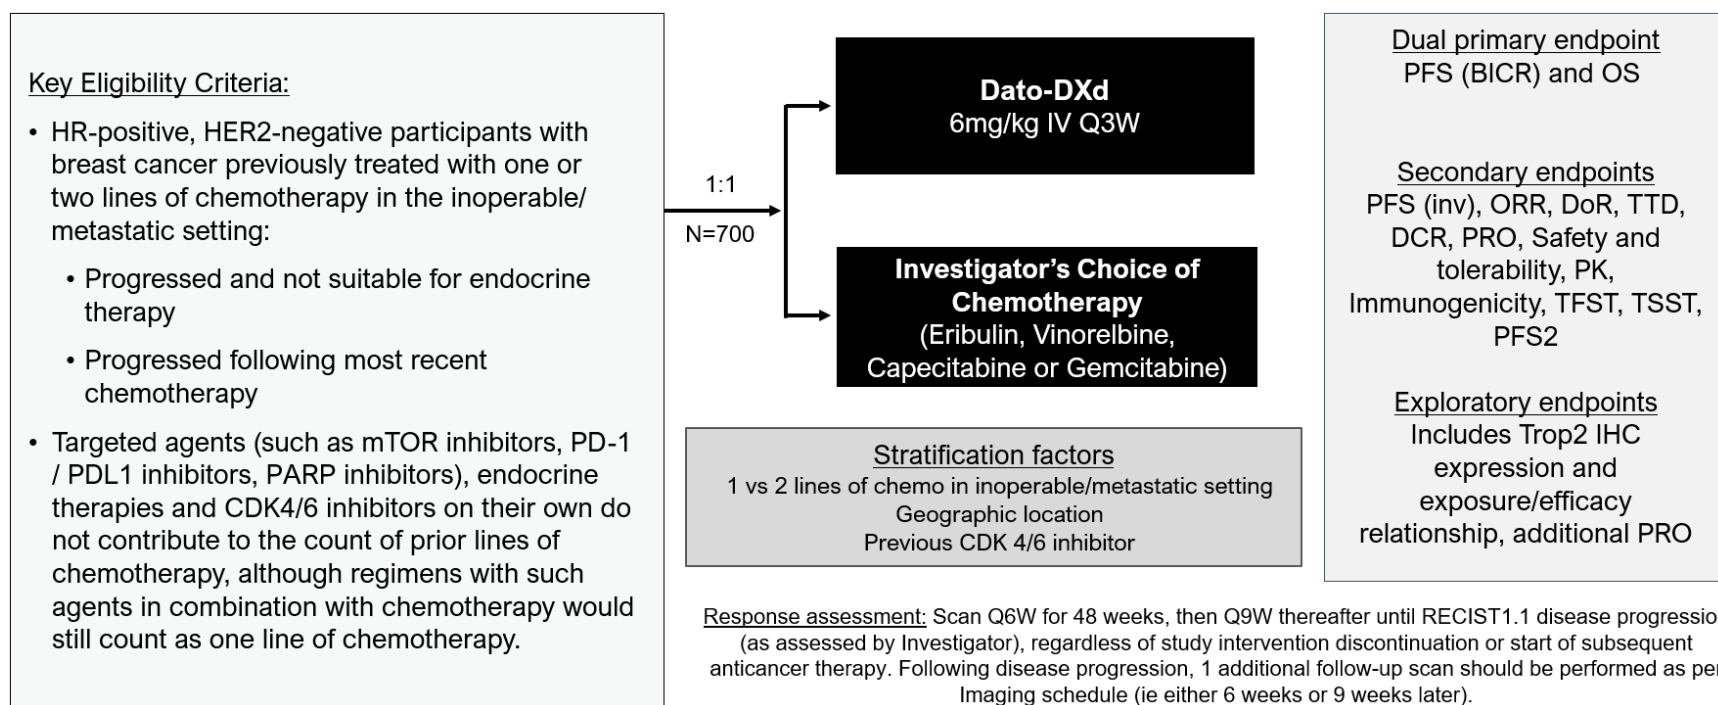 Key Eligibility Criteria:
• HR-positive, HER2-negative participants with
breast cancer previously treated with one or
two lines of chemotherapy in the inoperable/
metastatic setting:
• Progressed and not suitable for endocrine
therapy
• Progressed following most recent
chemotherapy
• Targeted agents (such as mTOR inhibitors, PD-1
/ PDL1 inhibitors, PARP inhibitors), endocrine
therapies and CDK4/6 inhibitors on their own do
not contribute to the count of prior lines of
chemotherapy, although regimens with such
agents in combination with chemotherapy would
still count as one line of chemotherapy.
1:1
N=700
Dato-DXd
6mg/kg IV Q3W
Investigator’s Choice of
Chemotherapy
(Eribulin, Vinorelbine,
Capecitabine or Gemcitabine)
Stratification factors
1 vs 2 lines of chemo in inoperable/metastatic setting
Geographic location
Previous CDK 4/6 inhibitor
Dual primary endpoint
PFS (BICR) and OS
Secondary endpoints
PFS (inv), ORR, DoR, TTD,
DCR, PRO, Safety and
tolerability, PK,
Immunogenicity, TFST, TSST,
PFS2
Exploratory endpoints
Includes Trop2 IHC
expression and
exposure/efficacy
relationship, additional PRO
Response assessment: Scan Q6W for 48 weeks, then Q9W thereafter until RECIST1.1 disease progressio
(as assessed by Investigator), regardless of study intervention discontinuation or start of subsequent
anticancer therapy. Following disease progression, 1 additional follow-up scan should be performed as per
Imaging schedule (ie either 6 weeks or 9 weeks later).